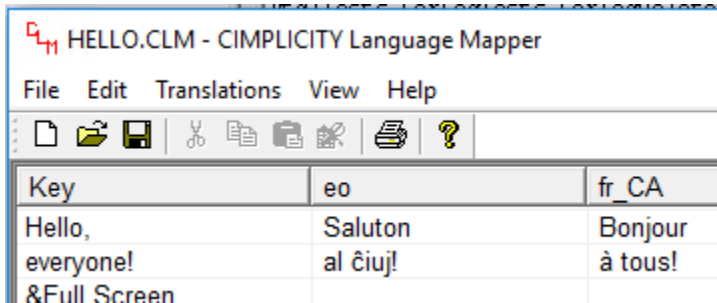 HELLO.CLM - CIMPLICITY Language Mapper
File Edit Translations View Help
Key eo fr_CA
Hello, Saluton Bonjour
everyone! al ĉiuj! à tous!
&Full Screen